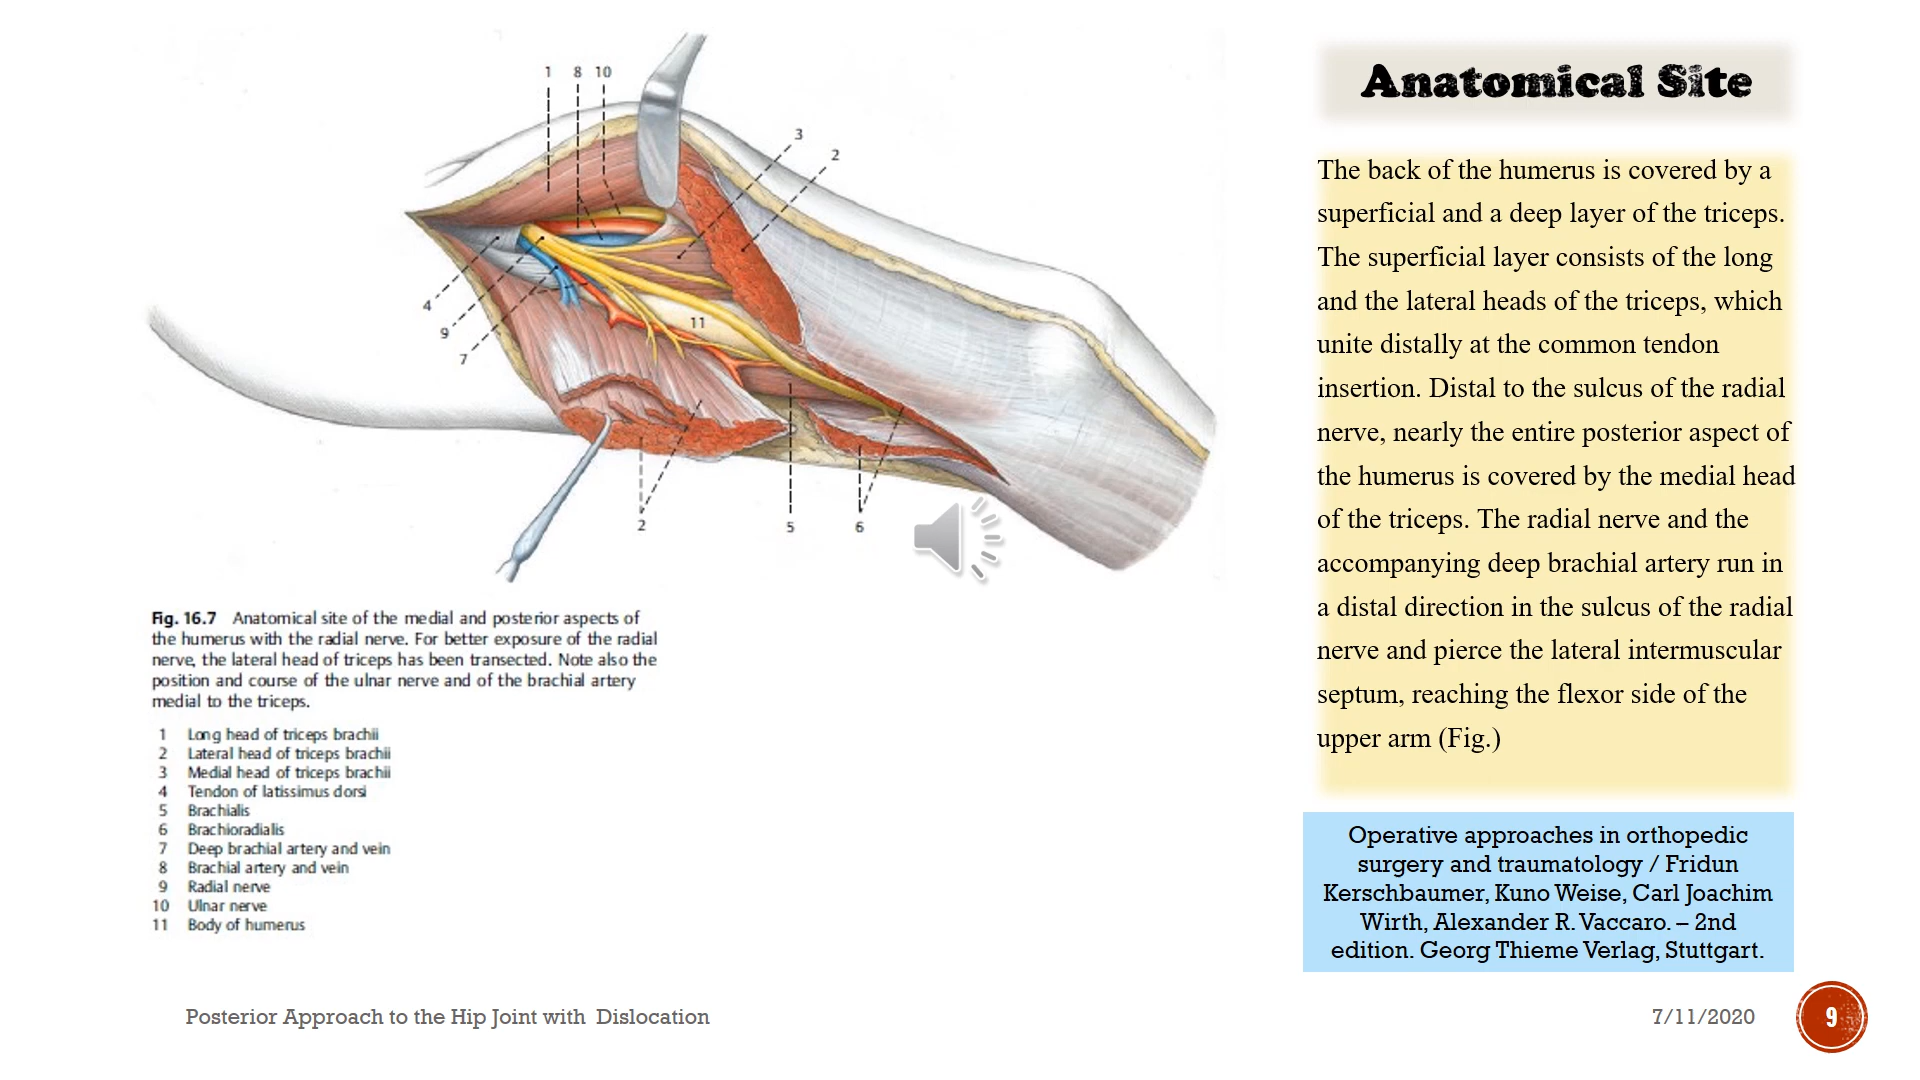 1 8 10
3
2
4
9
7
11
2 5 6
Fig. 16.7 Anatomical site of the medial and posterior aspects of
the humerus with the radial nerve. For better exposure of the radial
nerve, the lateral head of triceps has been transected. Note also the
position and course of the ulnar nerve and of the brachial artery
medial to the triceps.
1 Long head of triceps brachii
2 Lateral head of triceps brachii
3 Medial head of triceps brachii
4 Tendon of latissimus dorsi
5 Brachialis
6 Brachioradialis
7 Deep brachial artery and vein
8 Brachial artery and vein
9 Radial nerve
10 Ulnar nerve
11 Body of humerus
Anatomical Site
The back of the humerus is covered by a
superficial and a deep layer of the triceps.
The superficial layer consists of the long
and the lateral heads of the triceps, which
unite distally at the common tendon
insertion. Distal to the sulcus of the radial
nerve, nearly the entire posterior aspect of
the humerus is covered by the medial head
of the triceps. The radial nerve and the
accompanying deep brachial artery run in
a distal direction in the sulcus of the radial
nerve and pierce the lateral intermuscular
septum, reaching the flexor side of the
upper arm (Fig.)
Operative approaches in orthopedic
surgery and traumatology / Fridun
Kerschbaumer, Kuno Weise, Carl Joachim
Wirth, Alexander R. Vaccaro. – 2nd
edition. Georg Thieme Verlag, Stuttgart.
Posterior Approach to the Hip Joint with Dislocation
7/11/2020
9